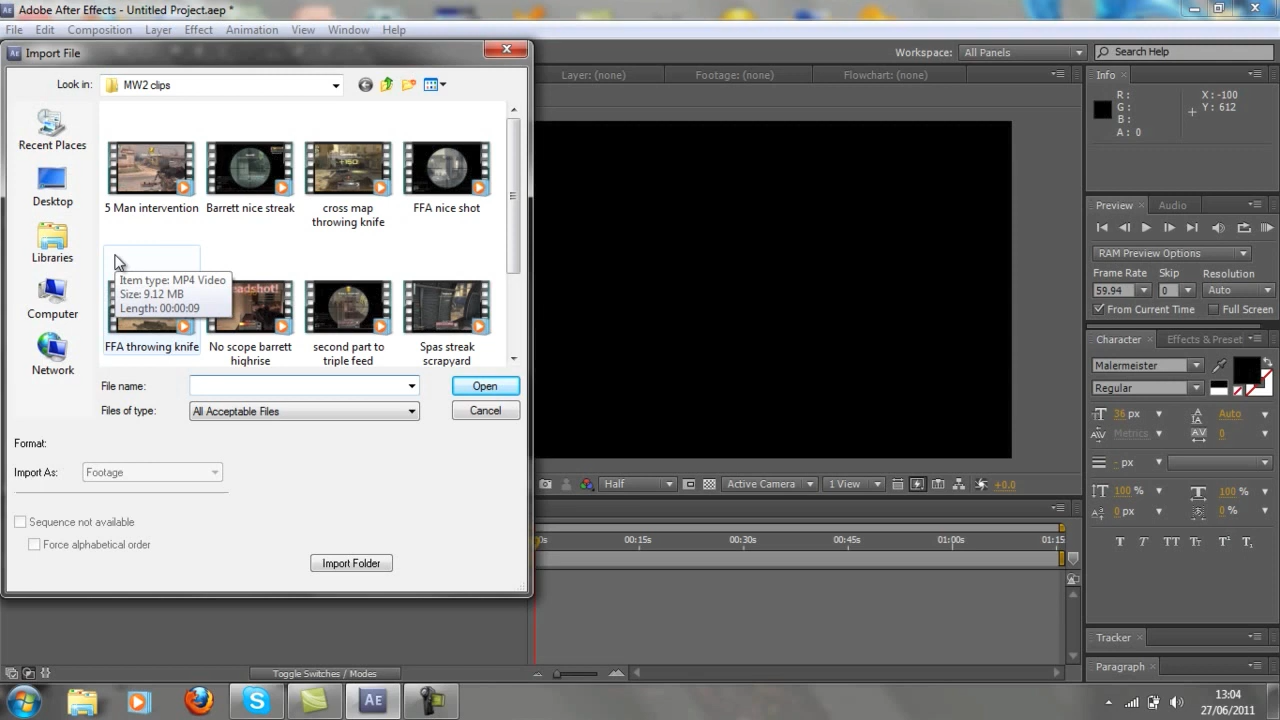 Adobe After Effects - Untitled Project.aep *
File Edit Composition Layer Effect Animation View Window Help
Import File
Workspace: All Panels
Search Help
Look in: MW2 clips
Layer: (none)
Footage: (none)
Flowchart: (none)
Info
R :
G :
B :
A : 0
X : -100
Y : 612
Recent Places
Desktop
Libraries
Computer
Network
5 Man intervention
Barrett nice streak
cross map
throwing knife
FFA nice shot
+150
Item type: MP4 Video
Size: 9.12 MB
Length: 00:00:09
FFA throwing knife
No scope barrett
highrise
second part to
triple feed
Spas streak
scrapyard
File name:
Open
Files of type: All Acceptable Files
Cancel
Format:
Import As: Footage
Sequence not available
Force alphabetical order
Import Folder
Preview
Audio
RAM Preview Options
Frame Rate Skip Resolution
59.94 0 Auto
From Current Time Full Screen
Character
Effects & Preset
Malermeister
Regular
36 px
Auto
Metrics
0
- px
100 %
100 %
0 px
0 %
T T TT Tт T¹ T,
Half
Active Camera
1 View
+0.0
0s 00:15s 00:30s 00:45s 01:00s 01:15
Tracker
Paragraph
Toggle Switches / Modes
AE
13:04
27/06/2011